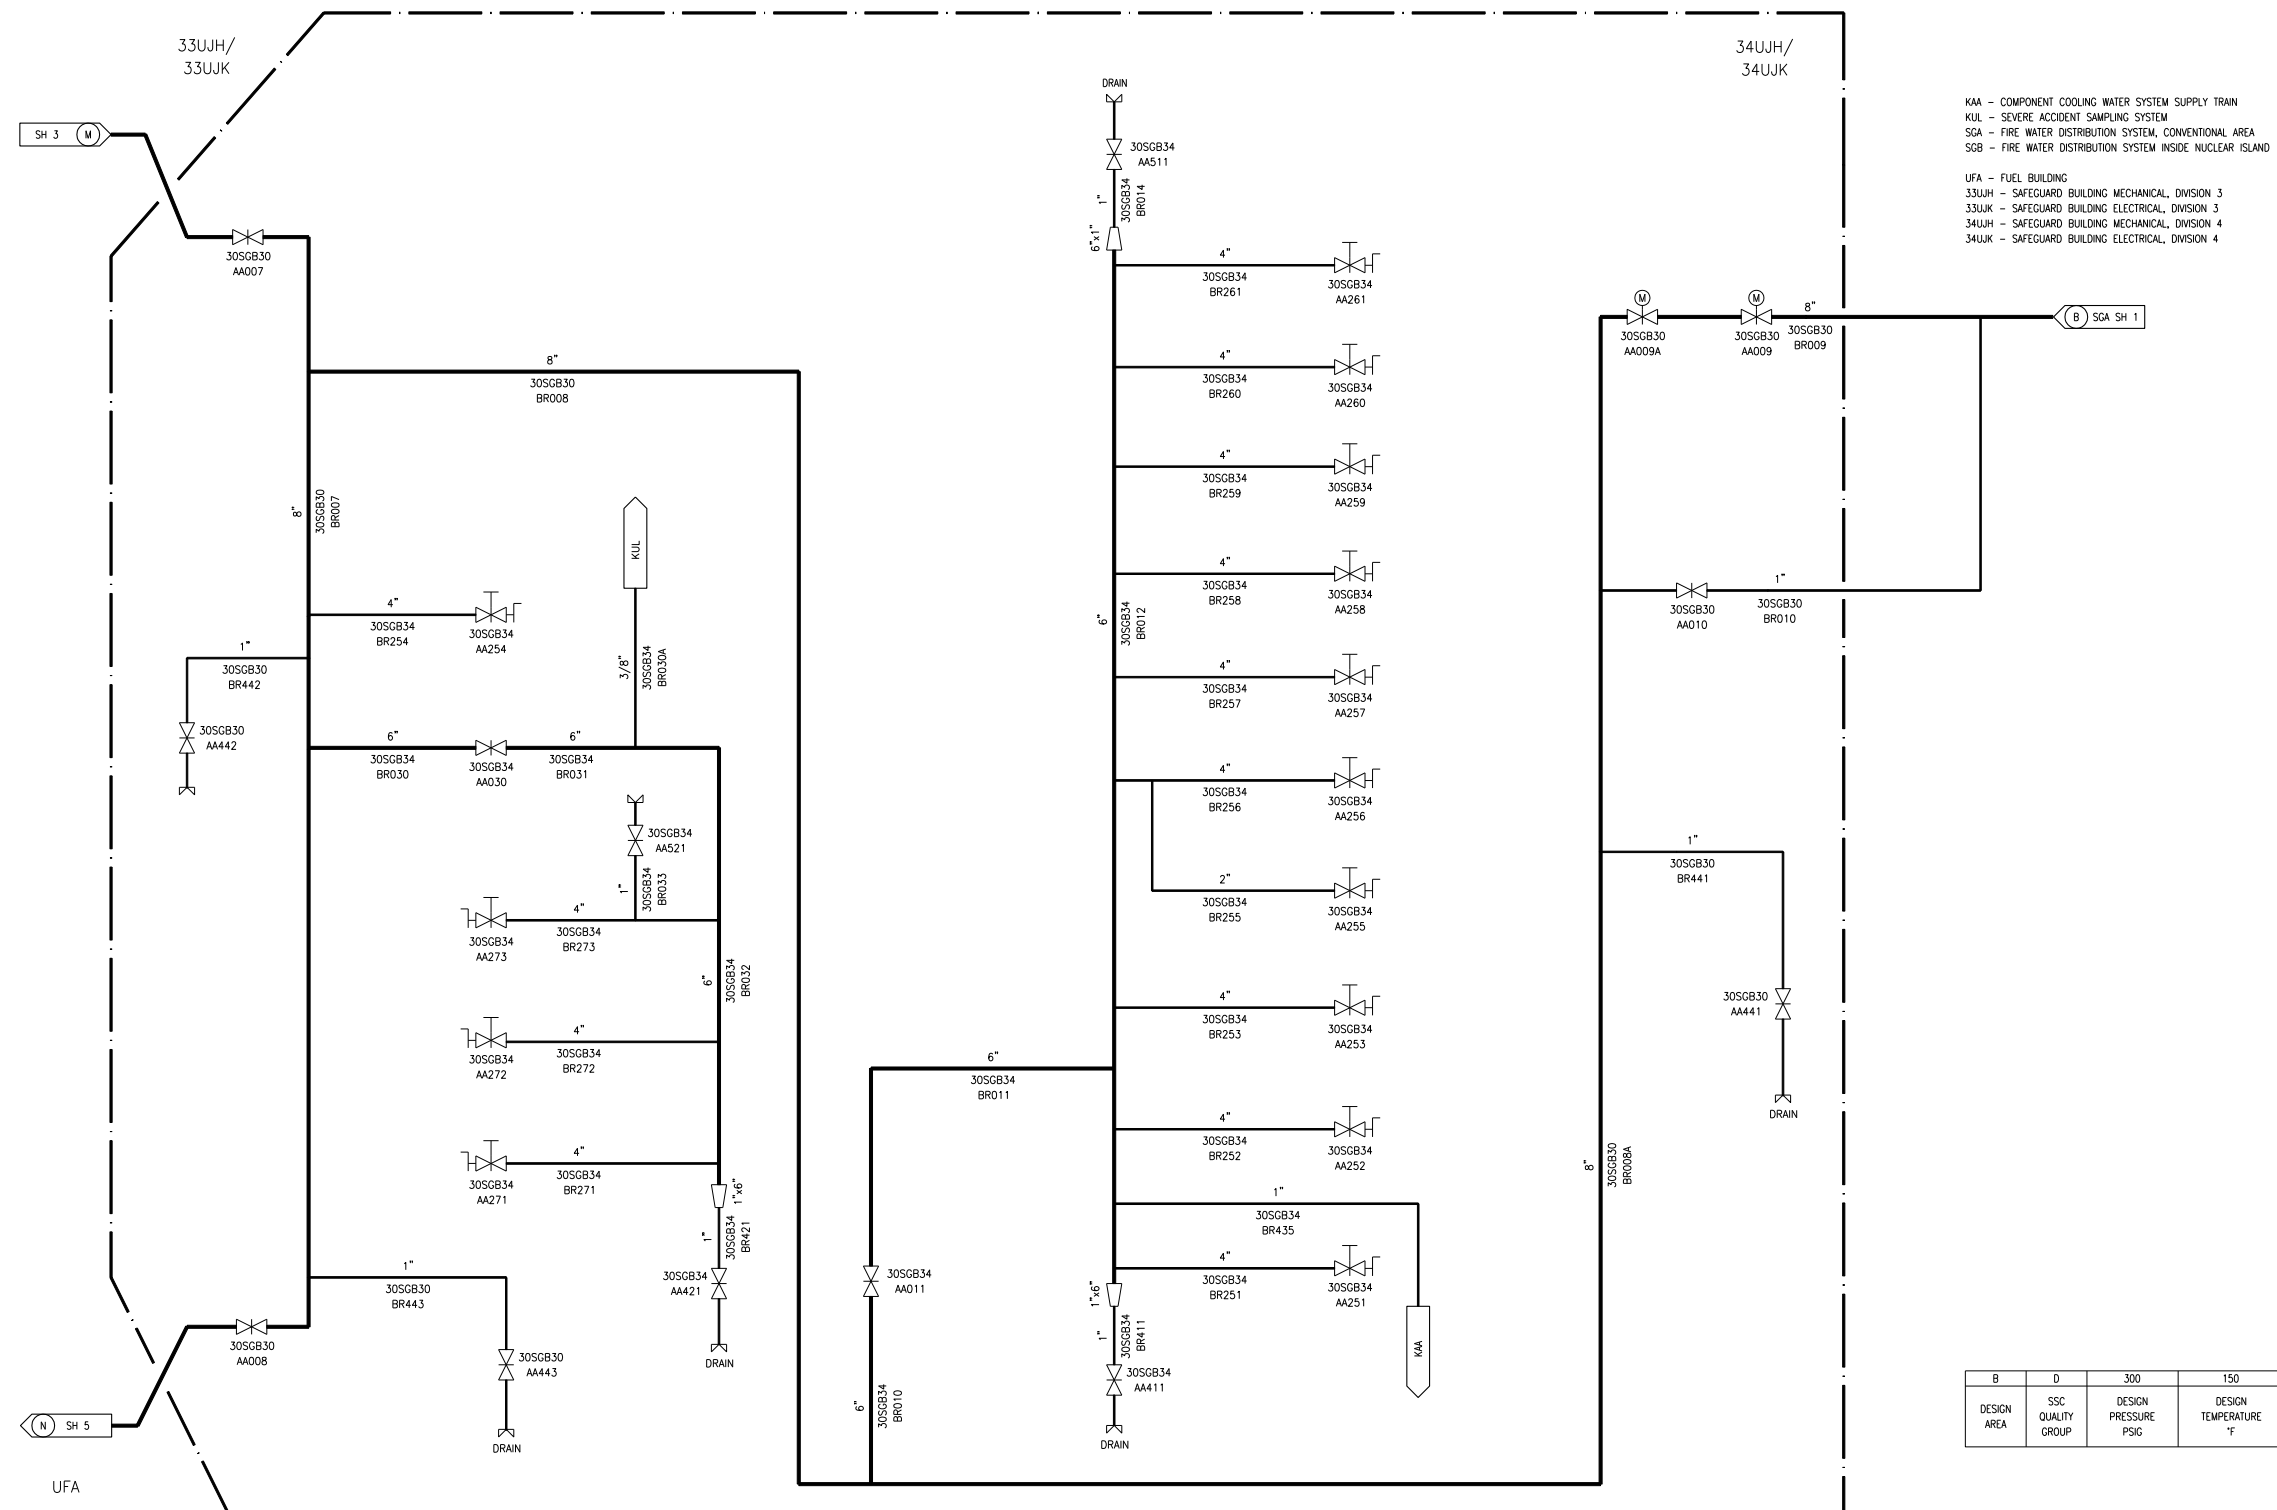 33UJH/
33UJK
34UJH/
34UJK
KAA - COMPONENT COOLING WATER SYSTEM SUPPLY TRAIN
KUL - SEVERE ACCIDENT SAMPLING SYSTEM
SGA - FIRE WATER DISTRIBUTION SYSTEM, CONVENTIONAL AREA
SGB - FIRE WATER DISTRIBUTION SYSTEM INSIDE NUCLEAR ISLAND
UFA - FUEL BUILDING
33UJH - SAFEGUARD BUILDING MECHANICAL, DIVISION 3
33UJK - SAFEGUARD BUILDING ELECTRICAL, DIVISION 3
34UJH - SAFEGUARD BUILDING MECHANICAL, DIVISION 4
34UJK - SAFEGUARD BUILDING ELECTRICAL, DIVISION 4
SH 3 M
30SGB30
AA007
8"
30SGB30
BR008
8"
30SGB30
BR007
4"
30SGB34
BR254
30SGB34
AA254
1"
30SGB30
BR442
30SGB30
AA442
KUL
3/8"
30SGB34
BR030A
6"
30SGB34
BR030
30SGB34
AA030
6"
30SGB34
BR031
30SGB34
AA521
1"
30SGB34
BR033
4"
30SGB34
BR273
30SGB34
AA273
6"
30SGB34
BR032
4"
30SGB34
BR272
30SGB34
AA272
4"
30SGB34
BR271
30SGB34
AA271
1"x6"
1"
30SGB34
BR421
30SGB34
AA421
DRAIN
1"
30SGB30
BR443
30SGB30
AA443
DRAIN
30SGB30
AA008
N SH 5
UFA
DRAIN
30SGB34
AA511
1"
30SGB34
BR014
6"x1"
4"
30SGB34
BR261
30SGB34
AA261
4"
30SGB34
BR260
30SGB34
AA260
4"
30SGB34
BR259
30SGB34
AA259
4"
30SGB34
BR258
30SGB34
AA258
6"
30SGB34
BR012
4"
30SGB34
BR257
30SGB34
AA257
4"
30SGB34
BR256
30SGB34
AA256
2"
30SGB34
BR255
30SGB34
AA255
4"
30SGB34
BR253
30SGB34
AA253
6"
30SGB34
BR011
4"
30SGB34
BR252
30SGB34
AA252
1"
30SGB34
BR435
4"
30SGB34
BR251
30SGB34
AA251
KAA
30SGB34
AA011
6"
30SGB34
BR010
1"x6"
1"
30SGB34
BR411
30SGB34
AA411
DRAIN
M
30SGB30
AA009A
M
30SGB30
AA009
8"
30SGB30
BR009
B SGA SH 1
30SGB30
AA010
1"
30SGB30
BR010
1"
30SGB30
BR441
30SGB30
AA441
DRAIN
8"
30SGB30
BR008A
B D 300 150
DESIGN AREA
SSC QUALITY GROUP
DESIGN PRESSURE PSIG
DESIGN TEMPERATURE °F